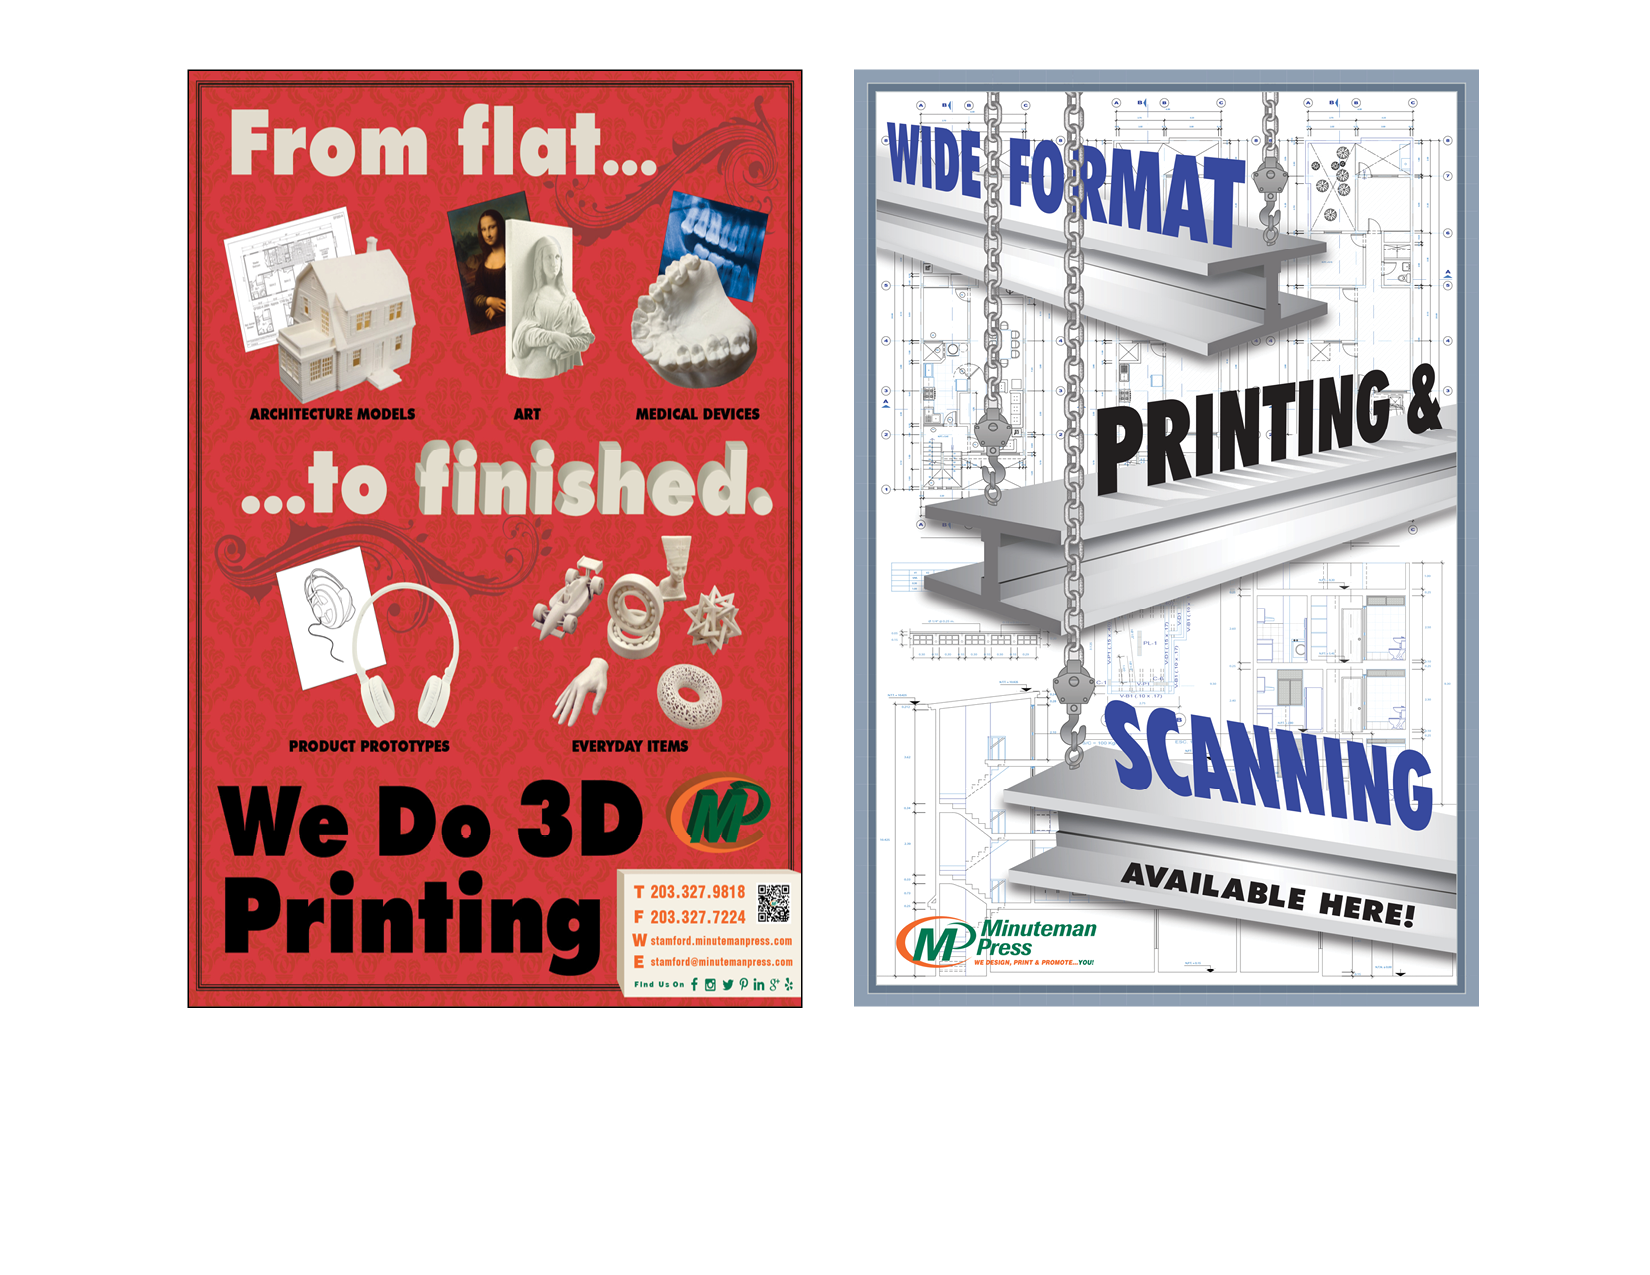 From flat...
ARCHITECTURE MODELS
ART
MEDICAL DEVICES
...to finished.
PRODUCT PROTOTYPES
EVERYDAY ITEMS
We Do 3D
Printing
MP
T 203.327.9818
F 203.327.7224
W stamford.minutemanpress.com
E stamford@minutemanpress.com
Find Us On
WIDE FORMAT
PRINTING &
SCANNING
AVAILABLE HERE!
MP
Minuteman
Press
WE DESIGN, PRINT & PROMOTE...YOU!